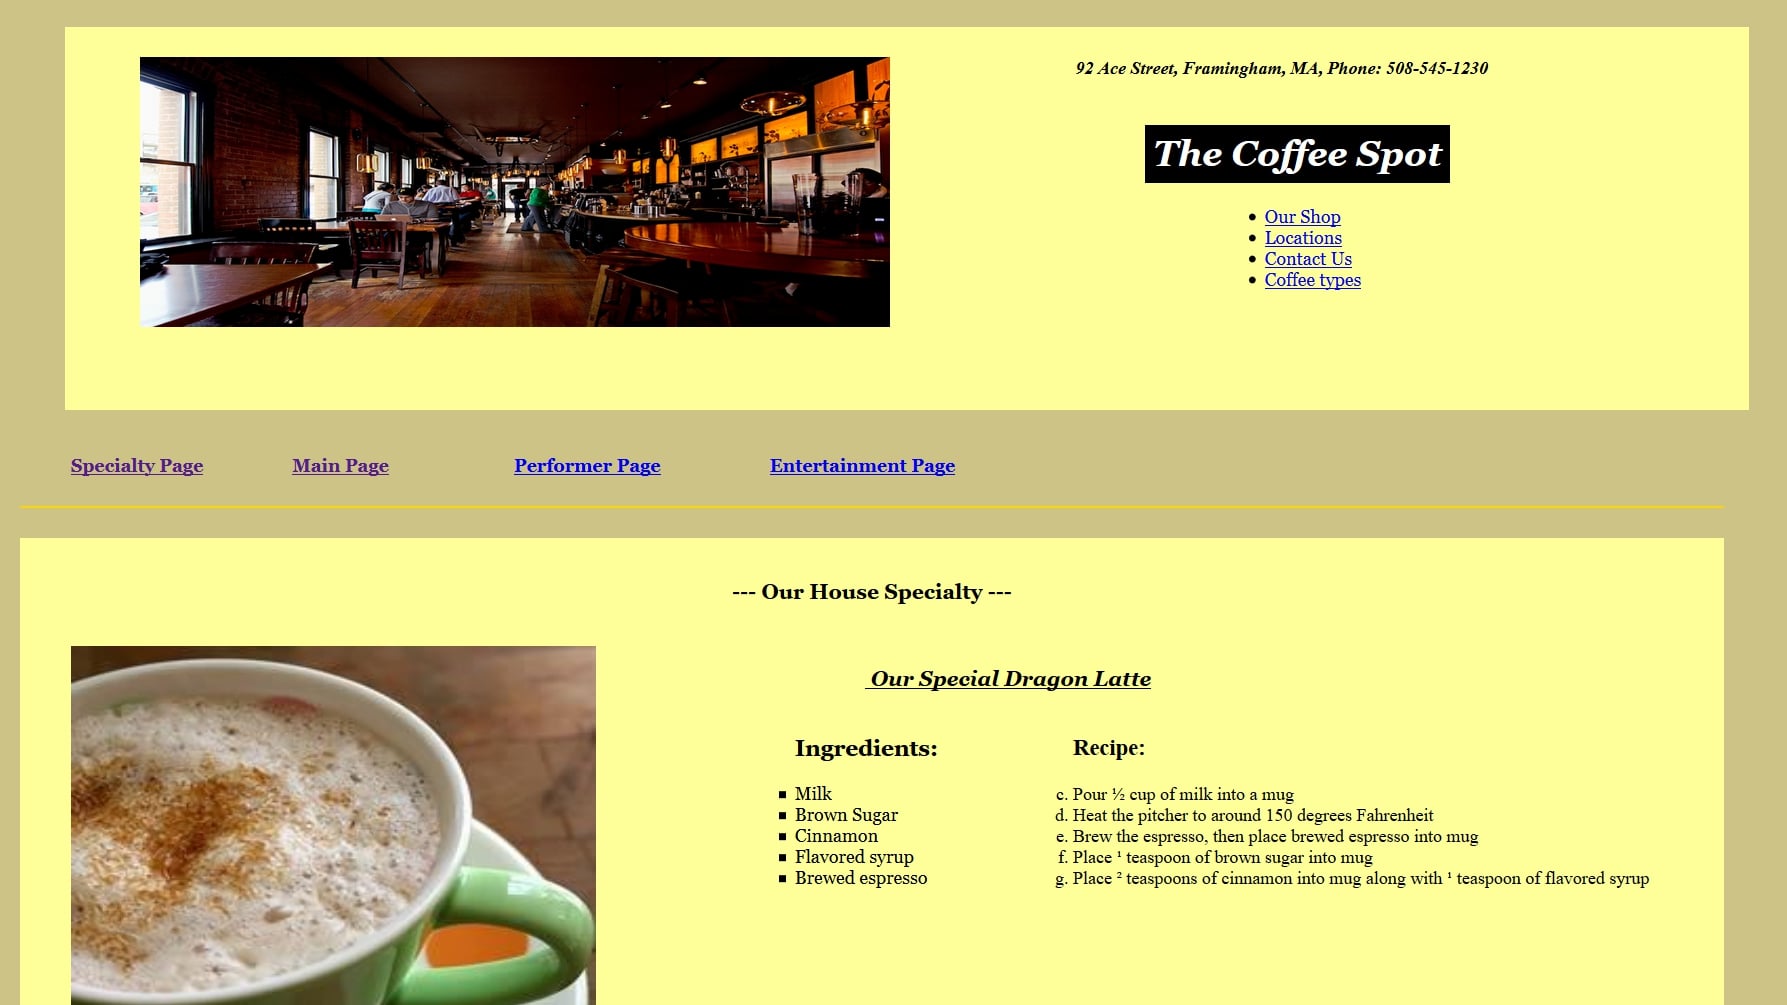 92 Ace Street, Framingham, MA, Phone: 508-545-1230
The Coffee Spot
Our Shop
Locations
Contact Us
Coffee types
Specialty Page Main Page Performer Page Entertainment Page
--- Our House Specialty ---
Our Special Dragon Latte
Ingredients:
Milk
Brown Sugar
Cinnamon
Flavored syrup
Brewed espresso
Recipe:
c. Pour ½ cup of milk into a mug
d. Heat the pitcher to around 150 degrees Fahrenheit
e. Brew the espresso, then place brewed espresso into mug
f. Place ¹ teaspoon of brown sugar into mug
g. Place ² teaspoons of cinnamon into mug along with ¹ teaspoon of flavored syrup